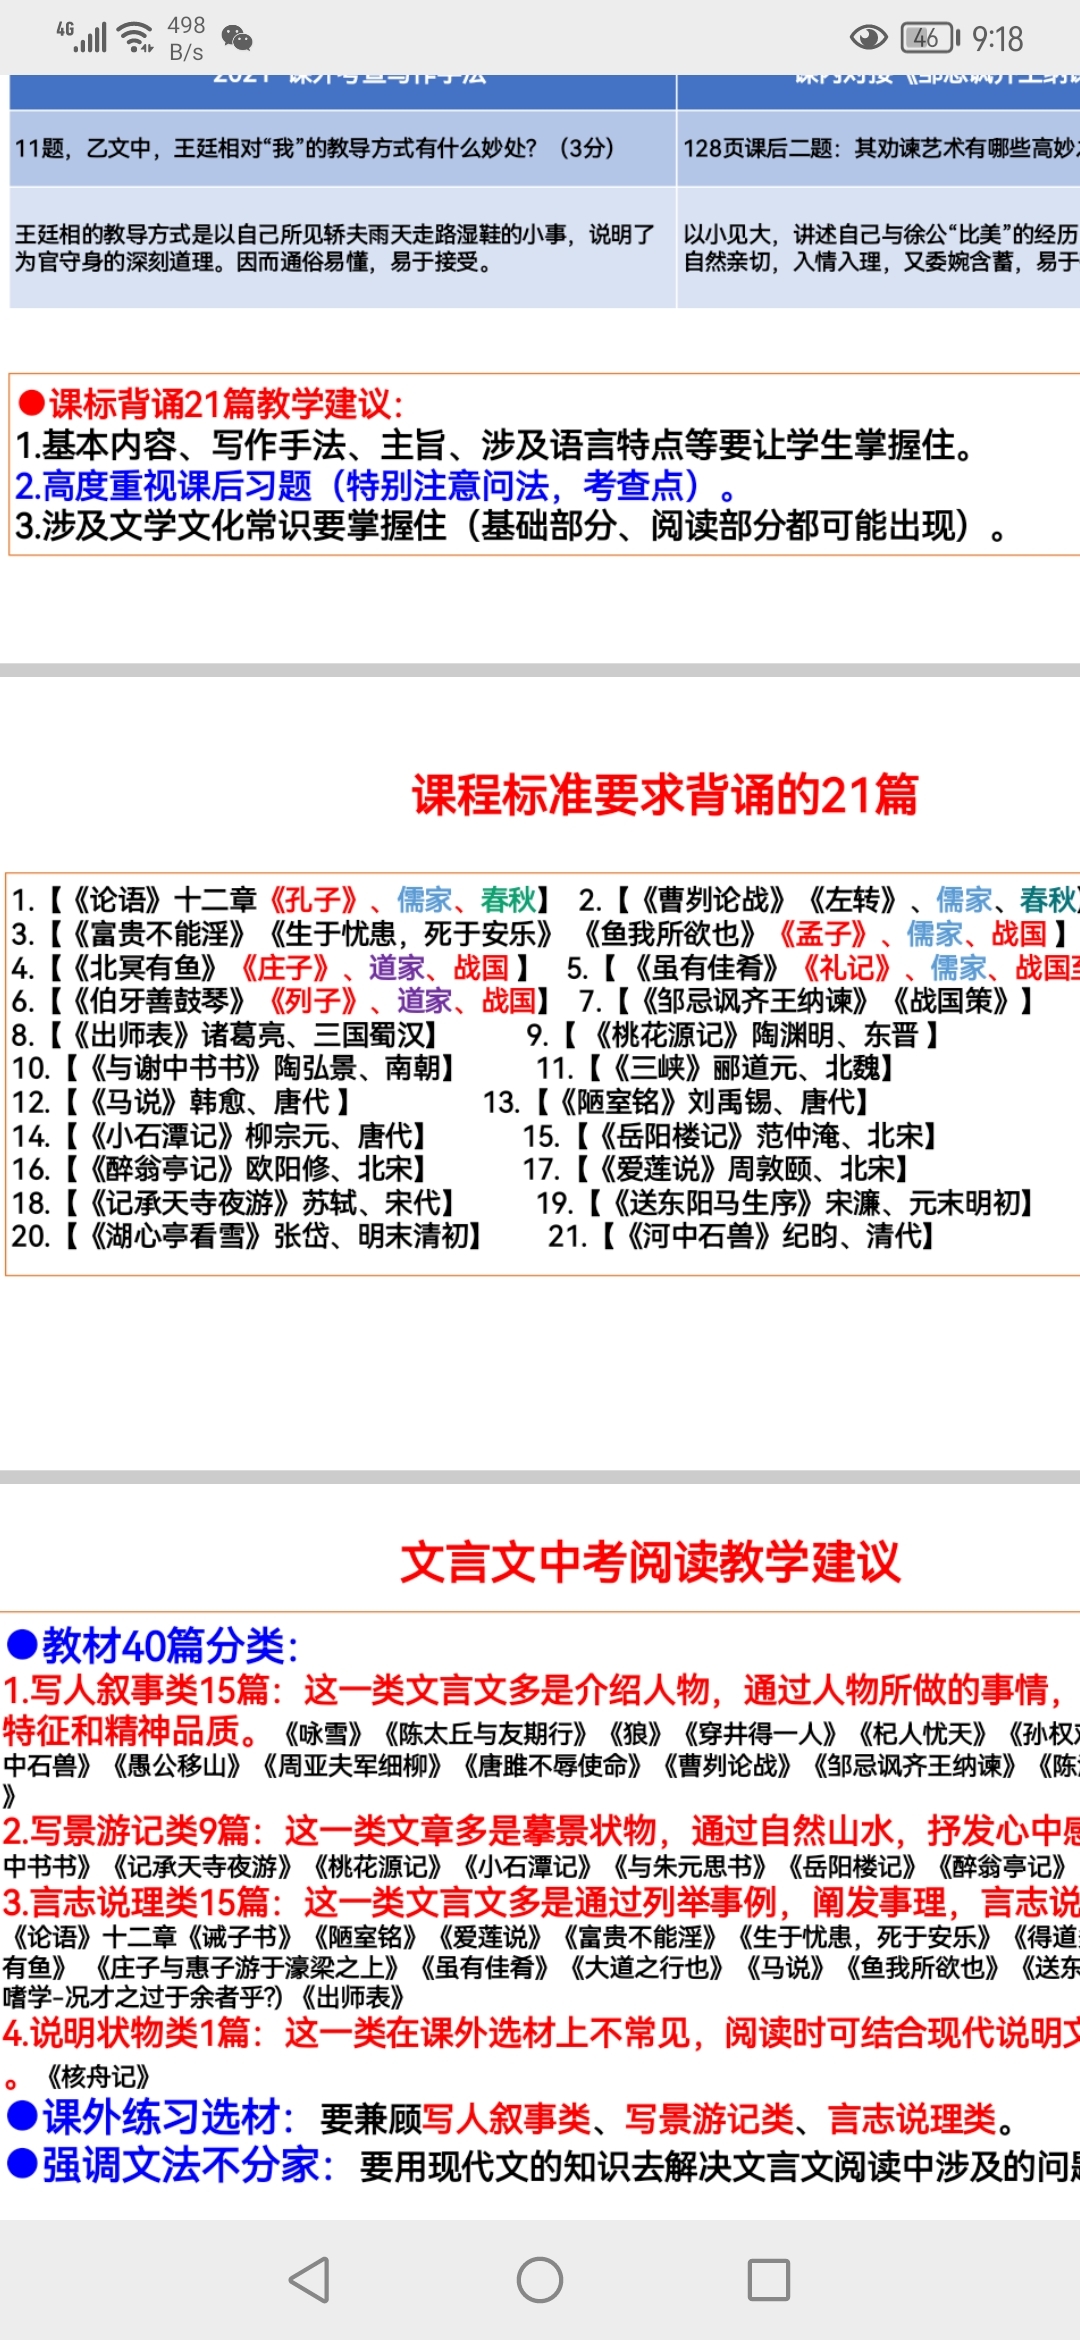 4G 498 B/s 46 9:18
11题，乙文中，王廷相对“我”的教导方式有什么妙处？（3分） 128页课后二题：其劝谏艺术有哪些高妙
王廷相的教导方式是以自己所见轿夫雨天走路湿鞋的小事，说明了 以小见大，讲述自己与徐公“比美”的经历
为官守身的深刻道理。因而通俗易懂，易于接受。 自然亲切，入情入理，又委婉含蓄，易于
●课标背诵21篇教学建议：
1.基本内容、写作手法、主旨、涉及语言特点等要让学生掌握住。
2.高度重视课后习题（特别注意问法，考查点）。
3.涉及文学文化常识要掌握住（基础部分、阅读部分都可能出现）。
课程标准要求背诵的21篇
1.【《论语》十二章《孔子》、儒家、春秋】 2.【《曹刿论战》《左转》、儒家、春秋】
3.【《富贵不能淫》《生于忧患，死于安乐》《鱼我所欲也》《孟子》、儒家、战国 】
4.【《北冥有鱼》《庄子》、道家、战国 】 5.【 《虽有佳肴》《礼记》、儒家、战国至
6.【《伯牙善鼓琴》《列子》、道家、战国】 7.【《邹忌讽齐王纳谏》《战国策》】
8.【《出师表》诸葛亮、三国蜀汉】 9.【 《桃花源记》陶渊明、东晋 】
10.【《与谢中书书》陶弘景、南朝】 11.【《三峡》郦道元、北魏】
12.【《马说》韩愈、唐代 】 13.【《陋室铭》刘禹锡、唐代】
14.【《小石潭记》柳宗元、唐代】 15.【《岳阳楼记》范仲淹、北宋】
16.【《醉翁亭记》欧阳修、北宋】 17.【《爱莲说》周敦颐、北宋】
18.【《记承天寺夜游》苏轼、宋代】 19.【《送东阳马生序》宋濂、元末明初】
20.【《湖心亭看雪》张岱、明末清初】 21.【《河中石兽》纪昀、清代】
文言文中考阅读教学建议
●教材40篇分类：
1.写人叙事类15篇：这一类文言文多是介绍人物，通过人物所做的事情，
特征和精神品质。《咏雪》《陈太丘与友期行》《狼》《穿井得一人》《杞人忧天》《孙权
中石兽》《愚公移山》《周亚夫军细柳》《唐雎不辱使命》《曹刿论战》《邹忌讽齐王纳谏》《陈
》
2.写景游记类9篇：这一类文章多是摹景状物，通过自然山水，抒发心中感
中书书》《记承天寺夜游》《桃花源记》《小石潭记》《与朱元思书》《岳阳楼记》《醉翁亭记》
3.言志说理类15篇：这一类文言文多是通过列举事例，阐发事理，言志说
《论语》十二章《诫子书》《陋室铭》《爱莲说》《富贵不能淫》《生于忧患，死于安乐》《得道
有鱼》 《庄子与惠子游于濠梁之上》《虽有佳肴》《大道之行也》《马说》《鱼我所欲也》《送东
嗜学-况才之过于余者乎?）《出师表》
4.说明状物类1篇：这一类在课外选材上不常见，阅读时可结合现代说明文
。《核舟记》
●课外练习选材：要兼顾写人叙事类、写景游记类、言志说理类。
●强调文法不分家：要用现代文的知识去解决文言文阅读中涉及的问题